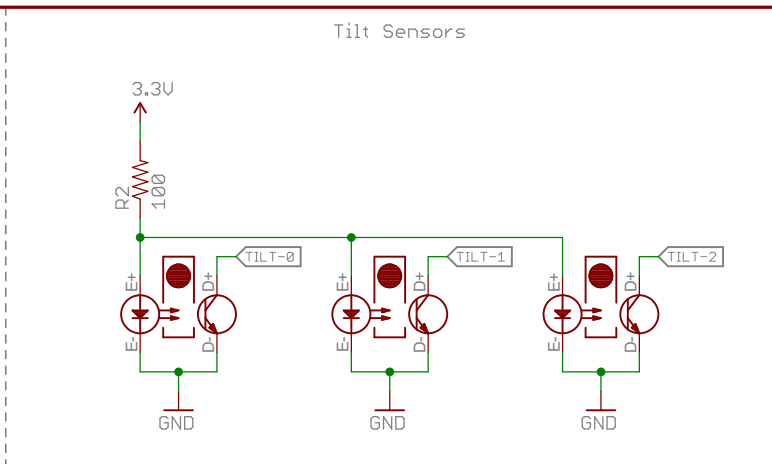 Tilt Sensors
3.3V
R2
100
TILT-0
TILT-1
TILT-2
E+
D+
E+
D+
E+
D+
E-
D-
E-
D-
E-
D-
GND
GND
GND